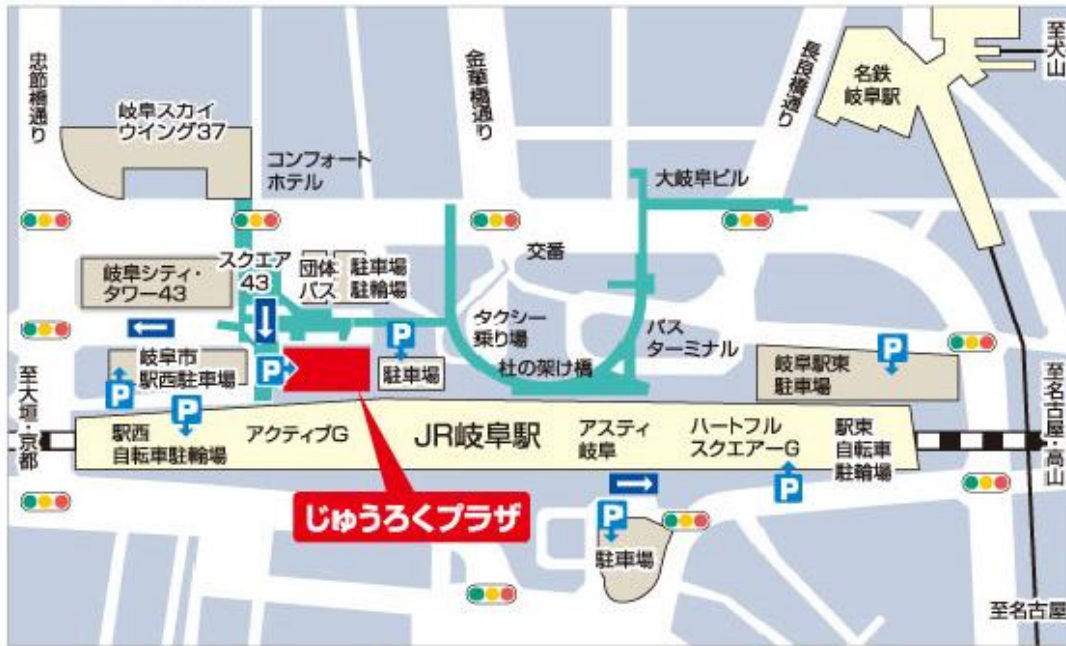 忠節橋通り
金華橋通り
長良橋通り
至犬山
名鉄
岐阜駅
岐阜スカイ
ウイング37
コンフォート
ホテル
大岐阜ビル
交番
岐阜シティ・
タワー43
スクエア
43
団体
バス
駐車場
駐輪場
タクシー
乗り場
バス
ターミナル
杜の架け橋
岐阜市
駅西駐車場
P
P
P
駐車場
P
岐阜駅東
駐車場
P
至大垣・京都
駅西
自転車駐輪場
アクティブG
JR岐阜駅
アスティ
岐阜
ハートフル
スクエアーG
駅東
自転車
駐輪場
至名古屋・高山
P
じゅうろくプラザ
P
駐車場
至名古屋